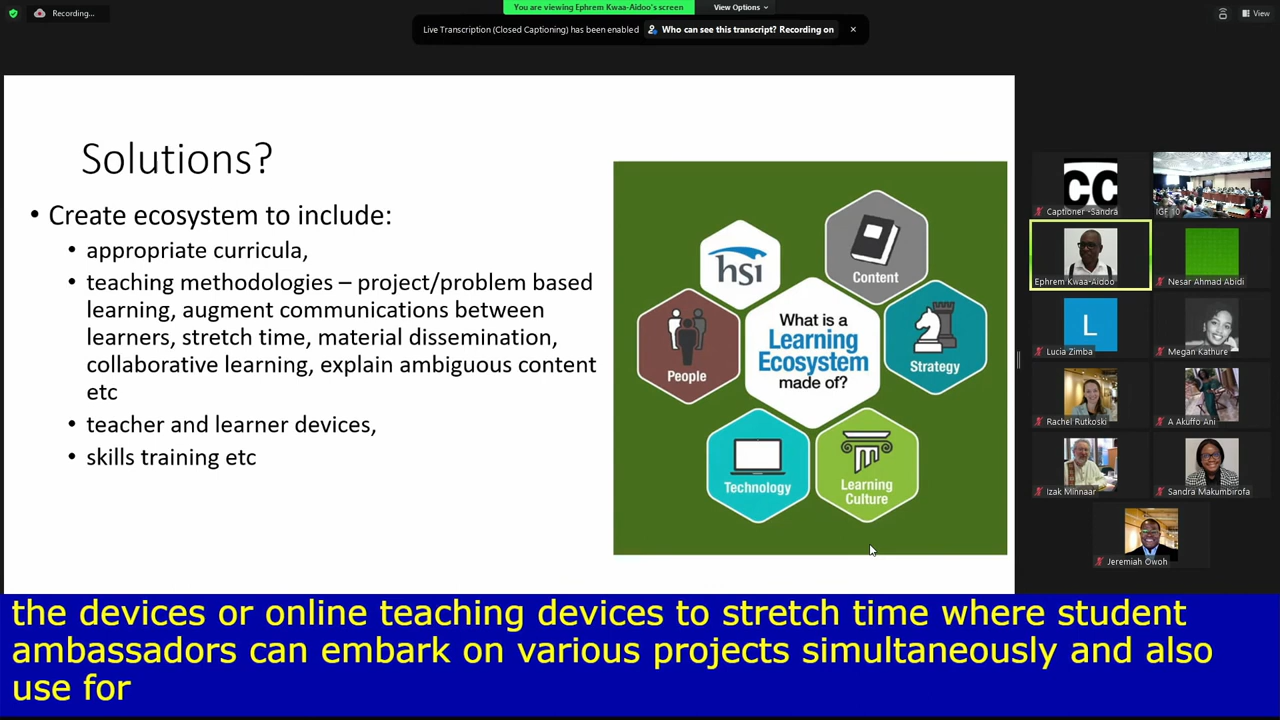 You are viewing Ephrem Kwaa-Aidoo's screen
View Options
Recording...
View
Live Transcription (Closed Captioning) has been enabled
Who can see this transcript? Recording on
Solutions?
• Create ecosystem to include:
• appropriate curricula,
• teaching methodologies – project/problem based
learning, augment communications between
learners, stretch time, material dissemination,
collaborative learning, explain ambiguous content
etc
• teacher and learner devices,
• skills training etc
hsi
Content
People
What is a
Learning
Ecosystem
made of?
Strategy
Technology
Learning
Culture
CC
Captioner -Sandra
IGF 10
Ephrem Kwaa-Aidoo
Nesar Ahmad Abidi
L
Lucia Zimba
Megan Kathure
Rachel Rutkoski
A Akuffo Ani
Izak Minnaar
Sandra Makumbirofa
Jeremiah Owoh
the devices or online teaching devices to stretch time where student
ambassadors can embark on various projects simultaneously and also
use for